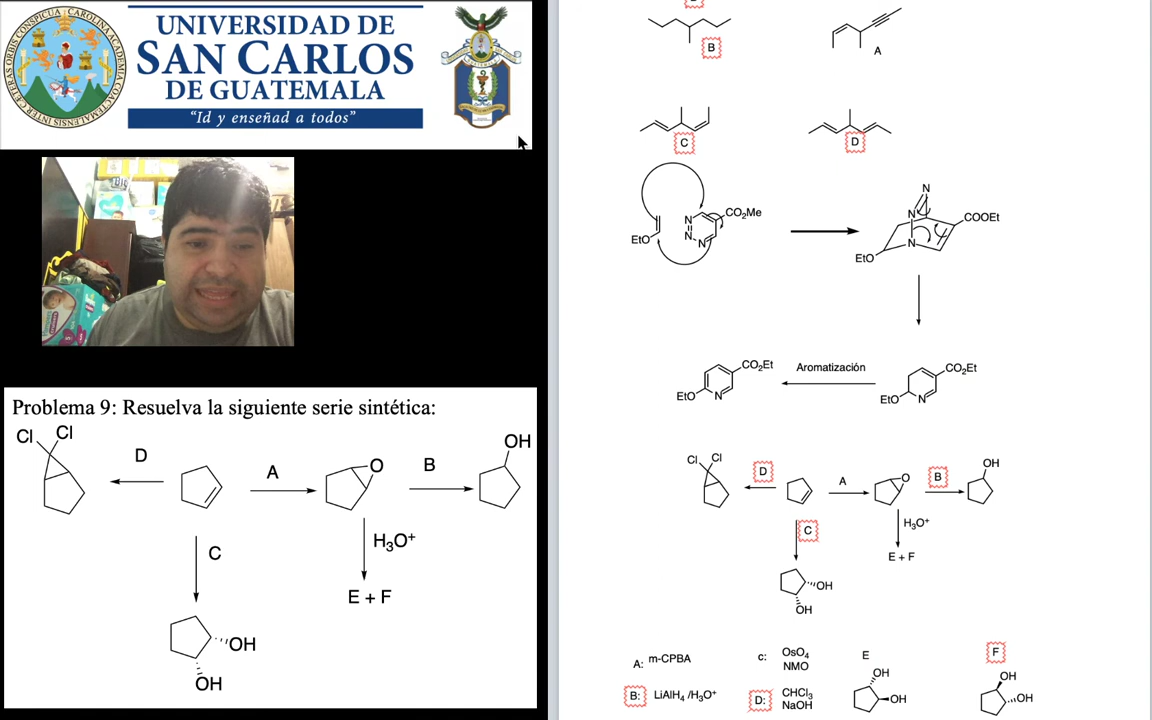 UNIVERSIDAD DE
SAN CARLOS
DE GUATEMALA
“Id y enseñad a todos”
Problema 9: Resuelva la siguiente serie sintética:
Cl Cl
D
A
O
B
OH
C
H₃O⁺
E + F
OH
OH
B
A
C
D
EtO
N
N
N
CO₂Me
N
N
N
COOEt
EtO
CO₂Et
EtO
N
Aromatización
CO₂Et
EtO
N
Cl Cl
D
A
O
B
OH
C
H₃O⁺
E + F
OH
OH
A: m-CPBA
c: OsO₄
NMO
E
OH
OH
F
OH
OH
B: LiAlH₄ /H₃O⁺
D: CHCl₃
NaOH